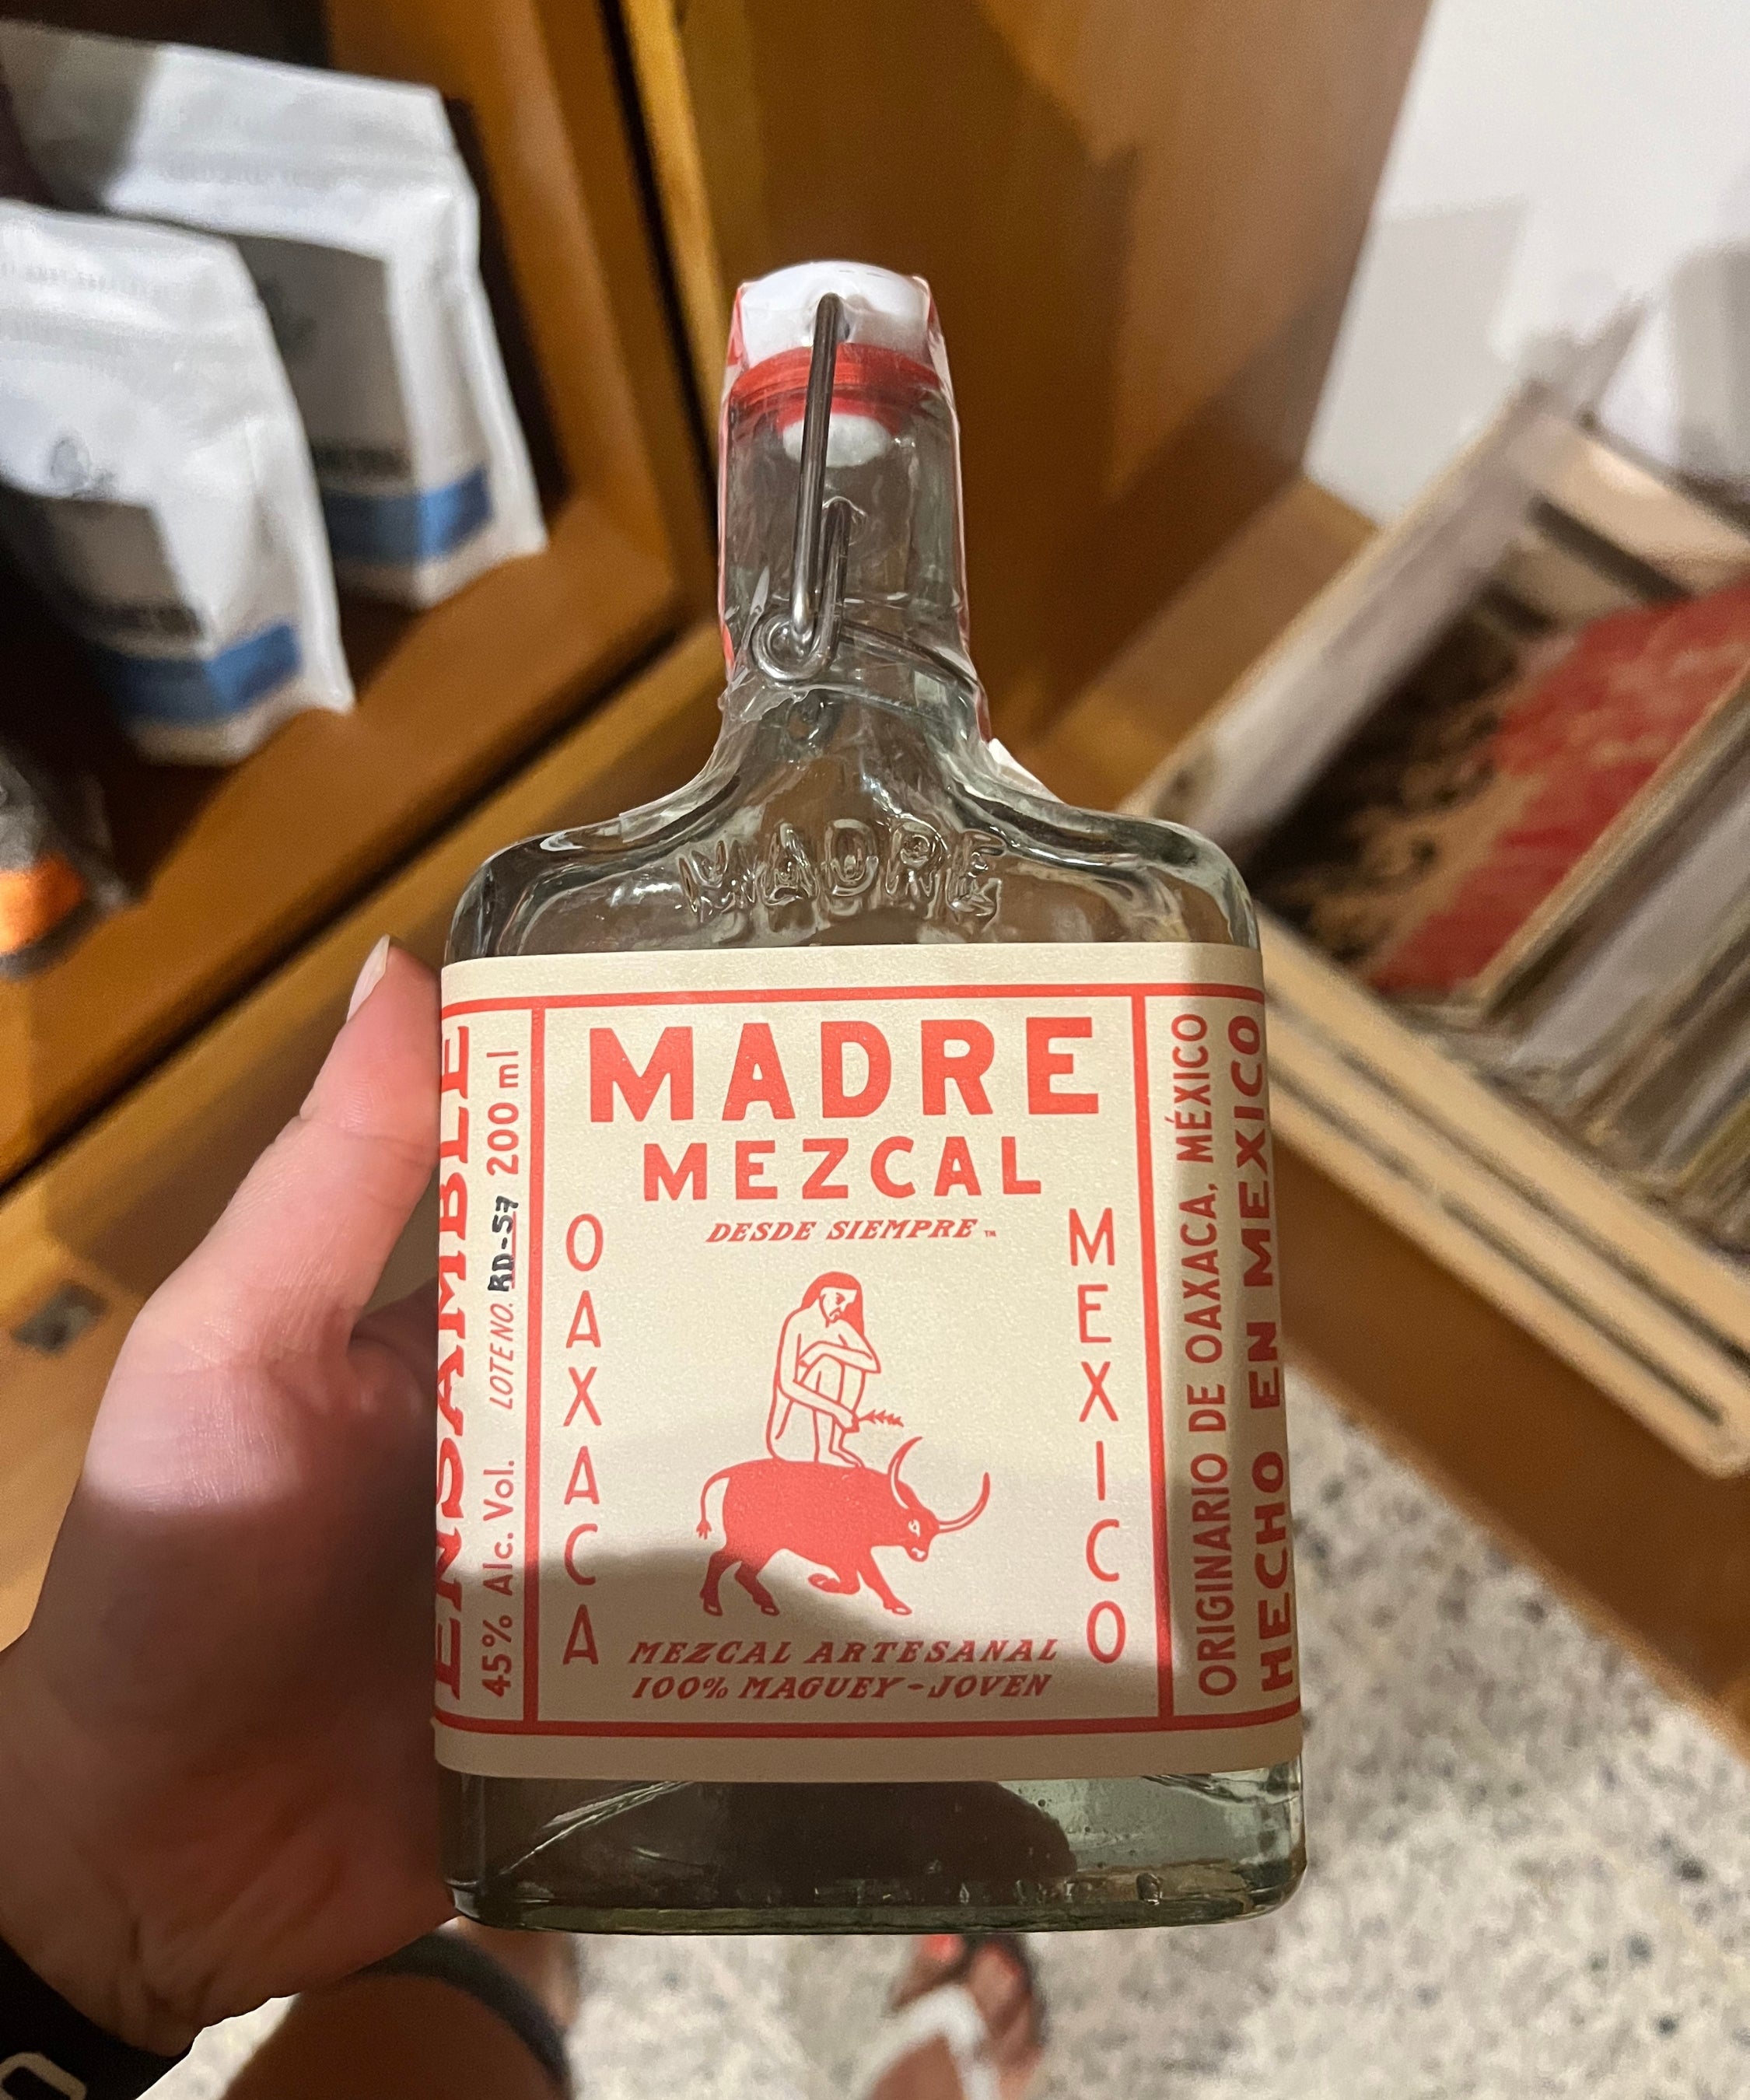 MADRE
MADRE
MEZCAL
DESDE SIEMPRE™
OAXACA
MEXICO
MEZCAL ARTESANAL
100% MAGUEY-JOVEN
ENSAMBLE
45% Alc. Vol. LOTE NO. RD-57 200 ml
ORIGINARIO DE OAXACA, MÉXICO
HECHO EN MEXICO